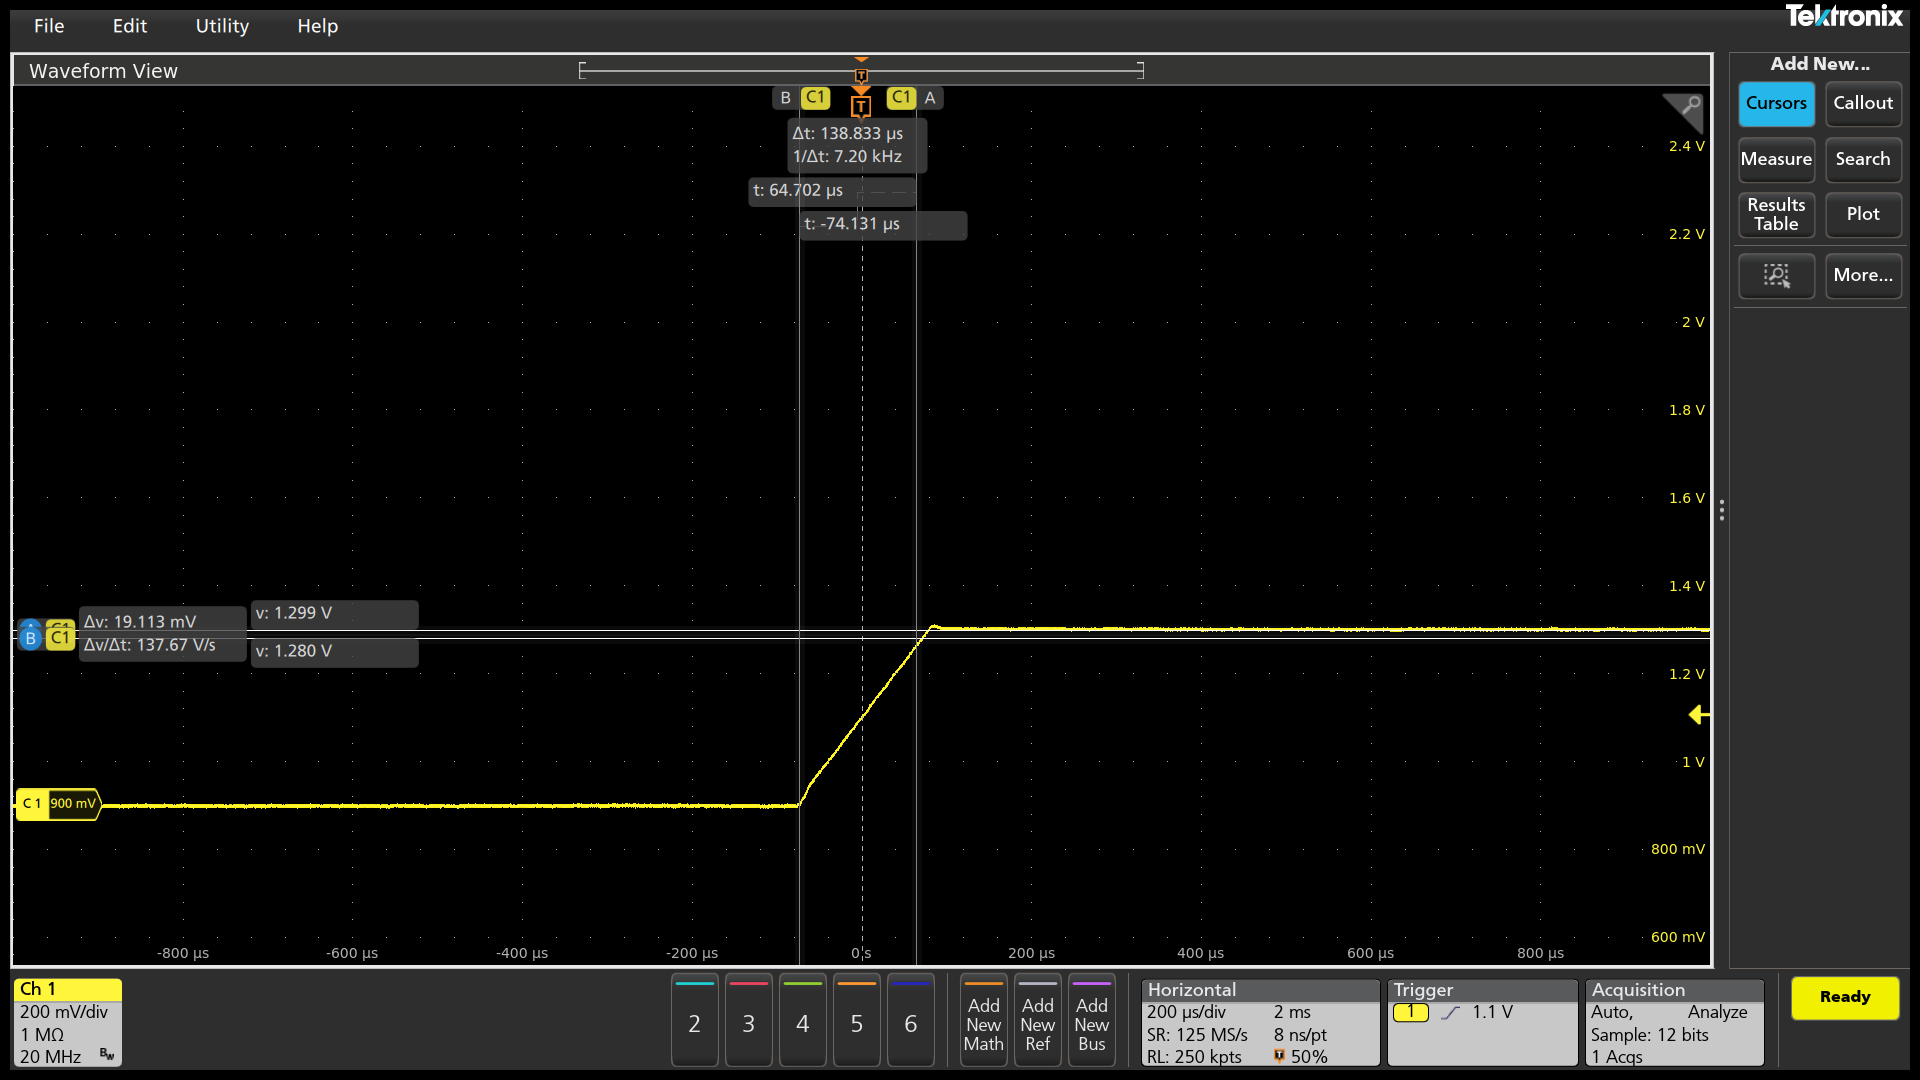 File Edit Utility Help
Tektronix
Waveform View
T
Add New...
B C1 T C1 A
Cursors Callout
Δt: 138.833 µs
1/Δt: 7.20 kHz
2.4 V
Measure Search
t: 64.702 µs
t: -74.131 µs
Results Table Plot
2.2 V
More...
2 V
1.8 V
1.6 V
1.4 V
Δv: 19.113 mV
v: 1.299 V
B C1
Δv/Δt: 137.67 V/s
v: 1.280 V
1.2 V
1 V
C 1 900 mV
800 mV
600 mV
-800 µs -600 µs -400 µs -200 µs 0 s 200 µs 400 µs 600 µs 800 µs
Ch 1
200 mV/div
1 MΩ
20 MHz BW
2 3 4 5 6
Add New Math
Add New Ref
Add New Bus
Horizontal
200 µs/div 2 ms
SR: 125 MS/s 8 ns/pt
RL: 250 kpts T 50%
Trigger
1 1.1 V
Acquisition
Auto, Analyze
Sample: 12 bits
1 Acqs
Ready